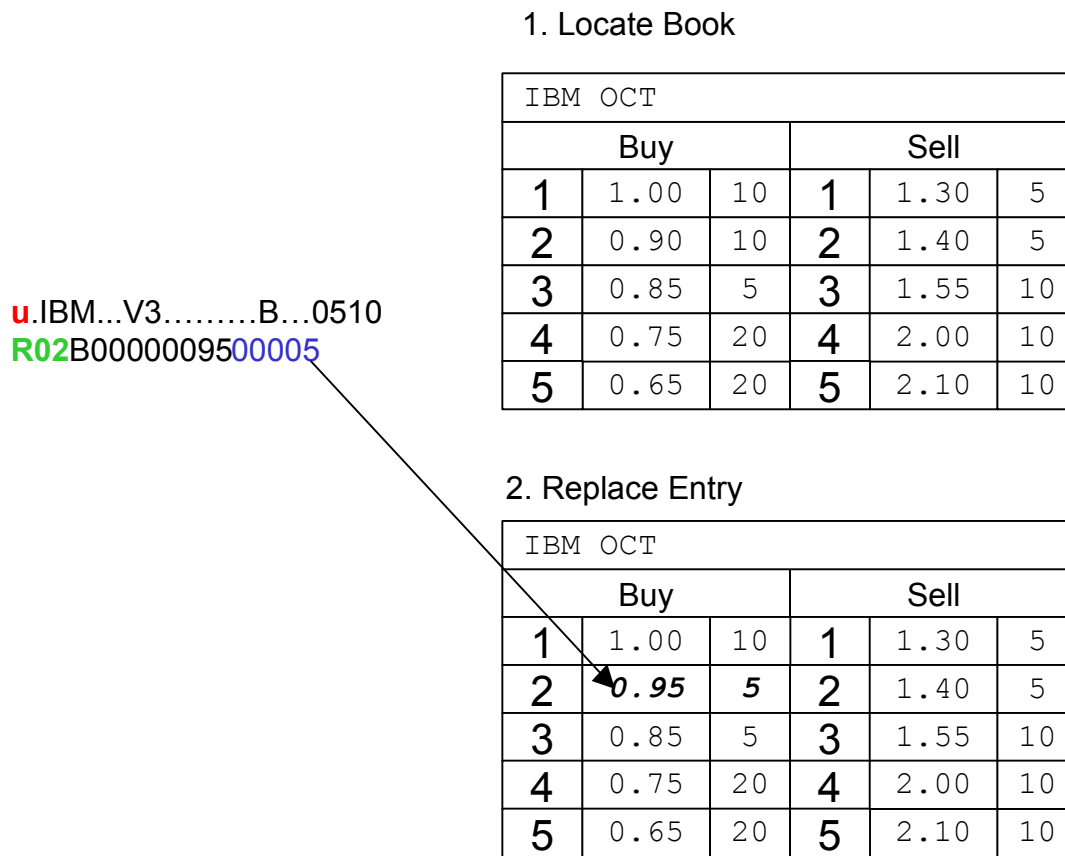 1. Locate Book
IBM OCT
Buy Sell
1 1.00 10 1 1.30 5
2 0.90 10 2 1.40 5
3 0.85 5 3 1.55 10
4 0.75 20 4 2.00 10
5 0.65 20 5 2.10 10
u.IBM...V3………B…0510
R02B0000009500005
2. Replace Entry
IBM OCT
Buy Sell
1 1.00 10 1 1.30 5
2 0.95 5 2 1.40 5
3 0.85 5 3 1.55 10
4 0.75 20 4 2.00 10
5 0.65 20 5 2.10 10